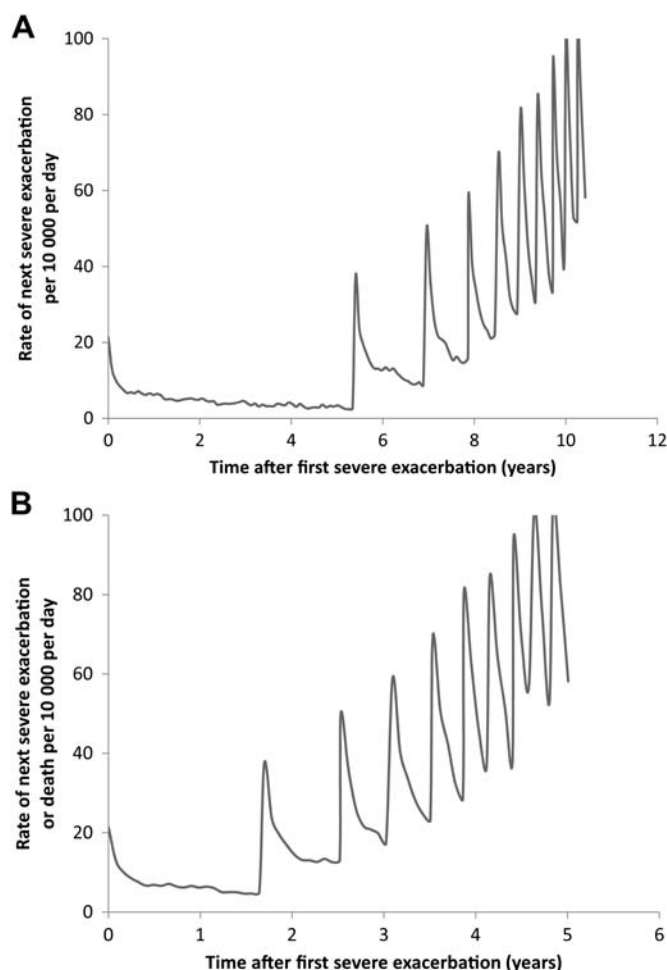 A
100
80
60
40
20
0
Rate of next severe exacerbation
per 10 000 per day
0 2 4 6 8 10 12
Time after first severe exacerbation (years)
B
100
80
60
40
20
0
Rate of next severe exacerbation
or death per 10 000 per day
0 1 2 3 4 5 6
Time after first severe exacerbation (years)